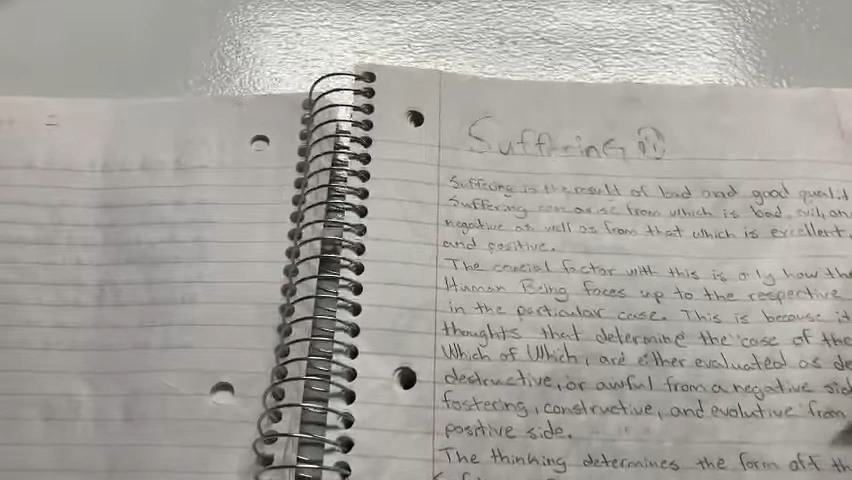 Suffering
Suffering is the result of bad and good qualit
Suffering can arise from which is bad, evil, an
negative as well as from that which is excellent,
and positive.
The crucial factor with this is only how the
Human Being faces up to the respective
in the particular case. This is because it
thoughts that determine the case of the
Which of Which, are either evaluated as de
destructive, or awful from a negative sid
fostering, constructive, and evolutive from
positive side.
The thinking determines the form off th